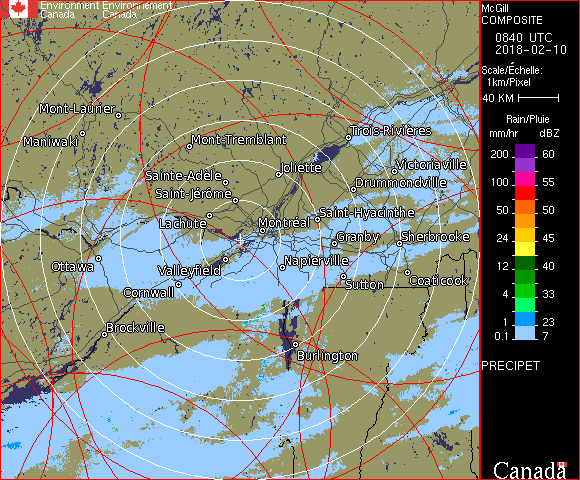 Environment Environnement
Canada Canada
McGill
COMPOSITE
0840 UTC
2018-02-10
Scale/Échelle:
1km/Pixel
40 KM
Rain/Pluie
mm/hr dBZ
200 60
150 57
100 55
50 50
24 45
12 40
4 33
1 23
0.1 7
PRECIPET
Canada
Mont-Laurier
Maniwaki
Mont-Tremblant
Trois-Rivières
Sainte-Adèle
Joliette
Victoriaville
Saint-Jérôme
Drummondville
Lachute
Montréal
Saint-Hyacinthe
Granby
Sherbrooke
Ottawa
Valleyfield
Napierville
Cornwall
Sutton
Coaticook
Brockville
Burlington